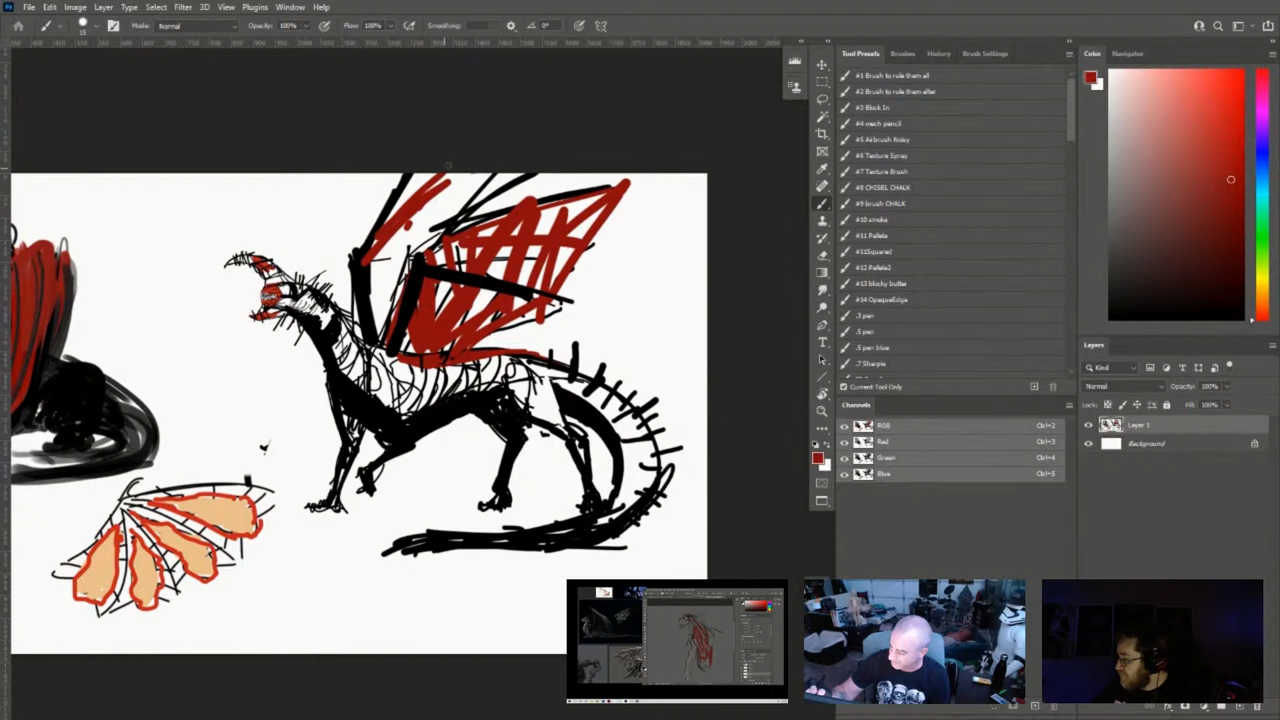 Ps File Edit Image Layer Type Select Filter 3D View Plugins Window Help
15 Mode: Normal Opacity: 100% Flow: 100% Smoothing: 0°
Tool Presets Brushes History Brush Settings
#1 Brush to rule them all
#2 Brush to rule them after
#3 Block In
#4 mech pencil
#5 Airbrush Noisy
#6 Texture Spray
#7 Texture Brush
#8 CHISEL CHALK
#9 brush CHALK
#10 smoke
#11 Pallete
#11Squared
#12 Pallete2
#13 blocky butter
#14 OpaqueEdge
.3 pen
.5 pen
.5 pen blue
.7 Sharpie
Current Tool Only
Channels
RGB Ctrl+2
Red Ctrl+3
Green Ctrl+4
Blue Ctrl+5
Color Navigator
Layers
Kind
Normal Opacity: 100%
Lock: Fill: 100%
Layer 1
Background